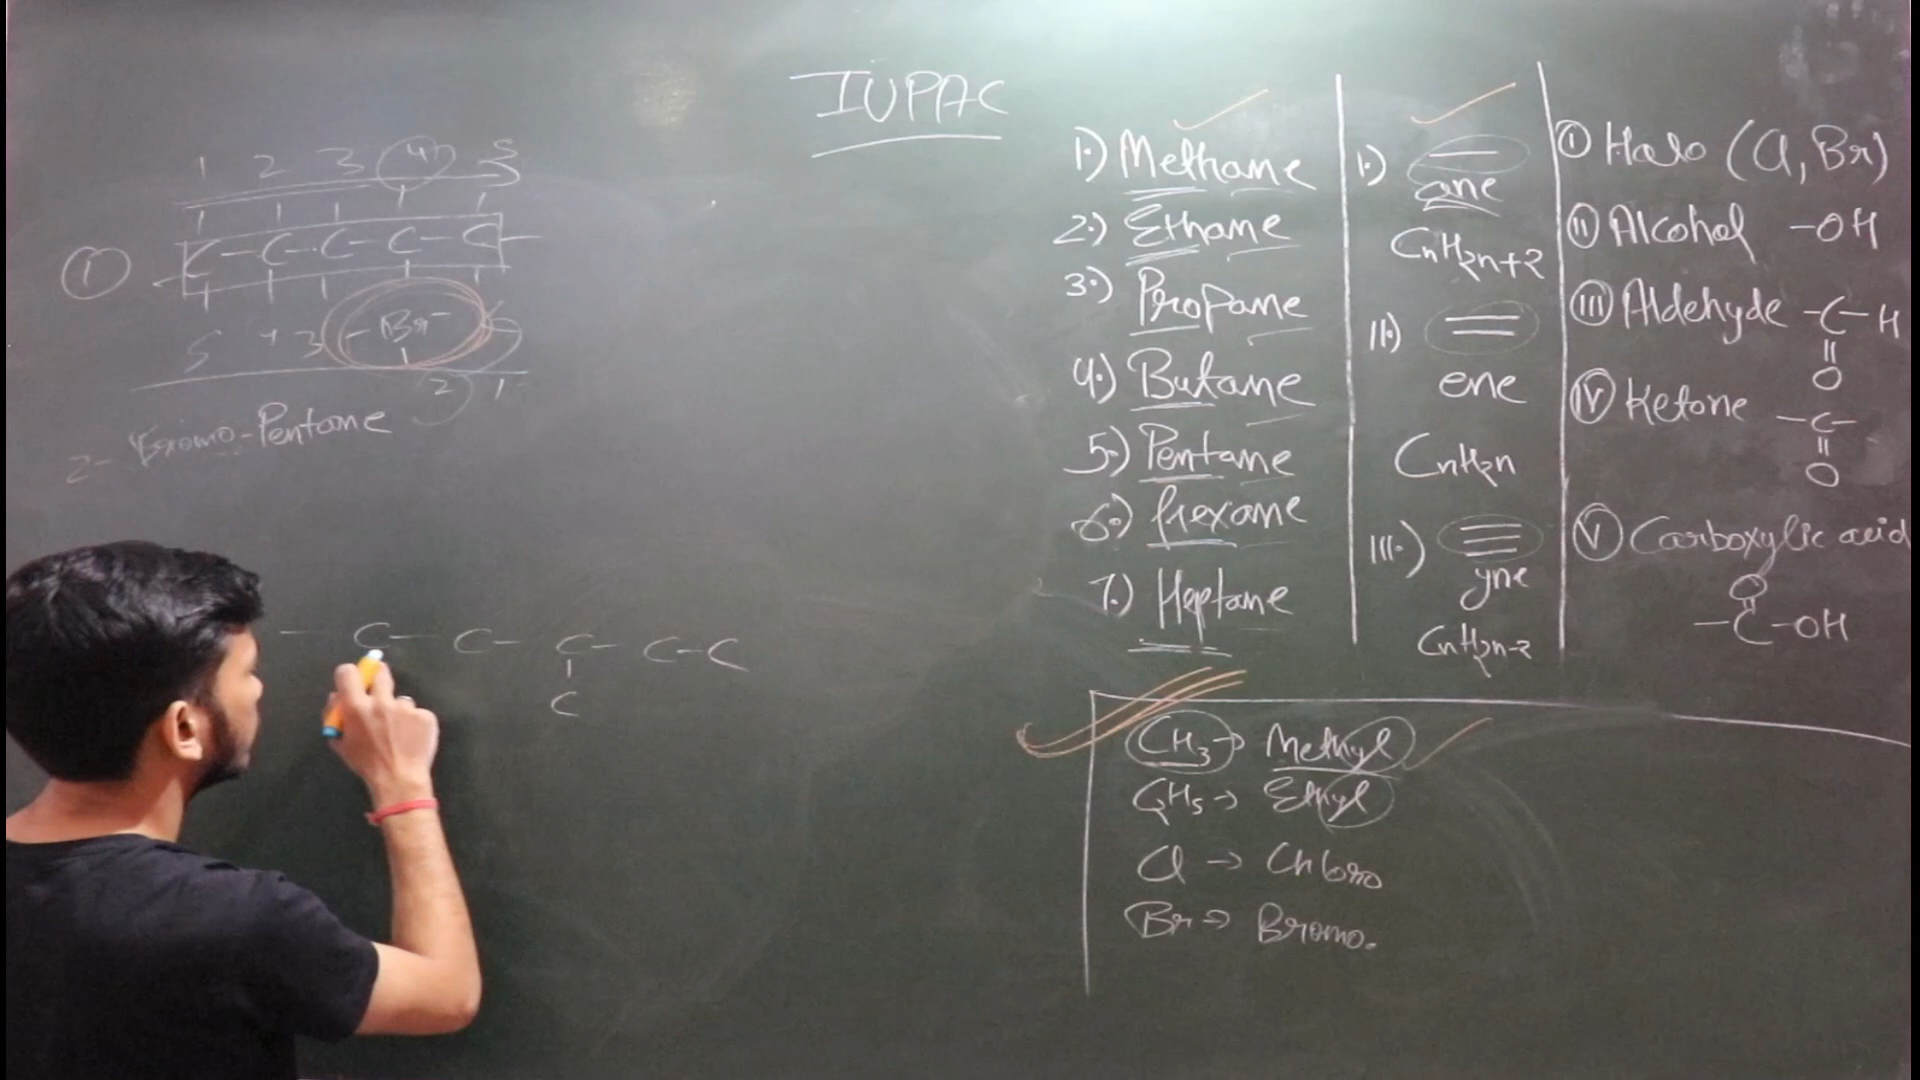 IUPAC
1 2 3 4 5
① C-C-C-C-C-
Br
5 4 3 2 1
2-Bromo-Pentane
- C- C- C- C-C
C
1.) Methane
2.) Ethane
3.) Propane
4.) Butane
5.) Pentane
6.) Hexane
7.) Heptane
I.) —
ane
CnH2n+2
II.) =
ene
CnH2n
III.) ≡
yne
CnH2n-2
Ⓘ Halo (Cl, Br)
ⓘⓘ Alcohol -OH
III Aldehyde -C-H
||
O
IV Ketone -C-
||
O
V Carboxylic acid
O
||
-C-OH
CH3→ Methyl
C2H5→ Ethyl
Cl → Chloro
Br→ Bromo.